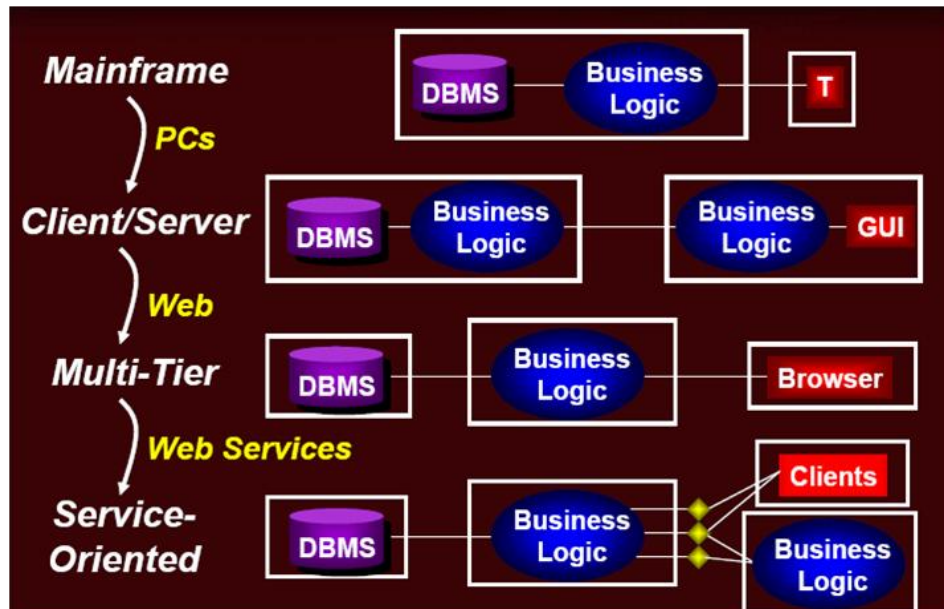 Mainframe
DBMS
Business
Logic
T
PCs
Client/Server
DBMS
Business
Logic
Business
Logic
GUI
Web
Multi-Tier
DBMS
Business
Logic
Browser
Web Services
Service-
Oriented
DBMS
Business
Logic
Clients
Business
Logic